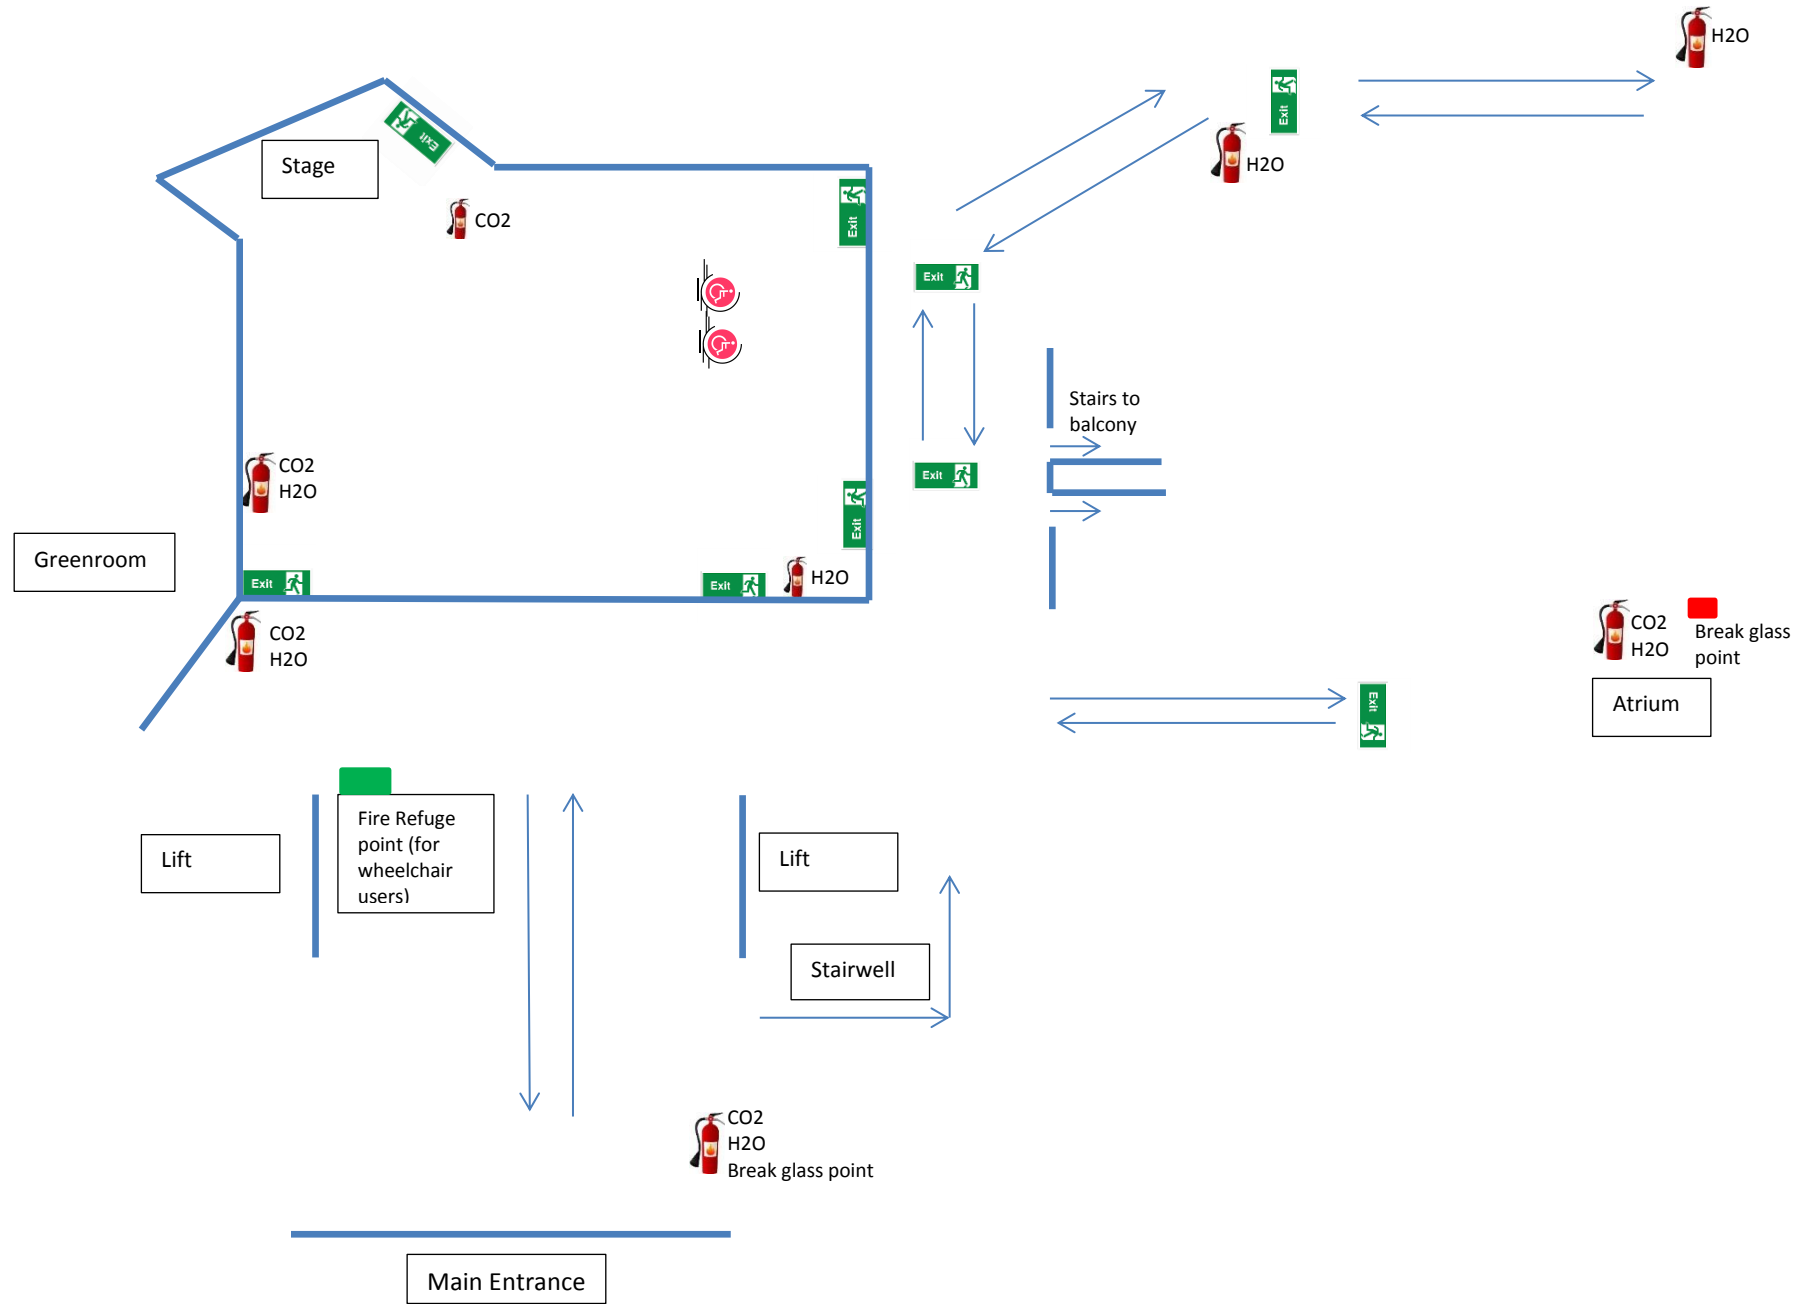 H2O
Exit
H2O
Exit
Stage
Exit
CO2
Exit
Stairs to
balcony
CO2
H2O
Exit
Exit
Greenroom
Exit
Exit
H2O
CO2
H2O
CO2
H2O
Break glass
point
Exit
Atrium
Fire Refuge
point (for
wheelchair
users)
Lift
Lift
Stairwell
CO2
H2O
Break glass point
Main Entrance